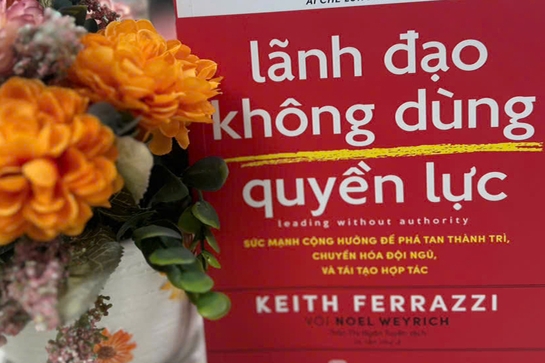 lãnh đạo
không dùng
quyền lực
leading without authority
SỨC MẠNH CỘNG HƯỞNG ĐỂ PHÁ TAN THÀNH TRÌ,
CHUYỂN HÓA ĐỘI NGŨ,
VÀ TÁI TẠO HỢP TÁC
KEITH FERRAZZI
VỚI NOEL WEYRICH